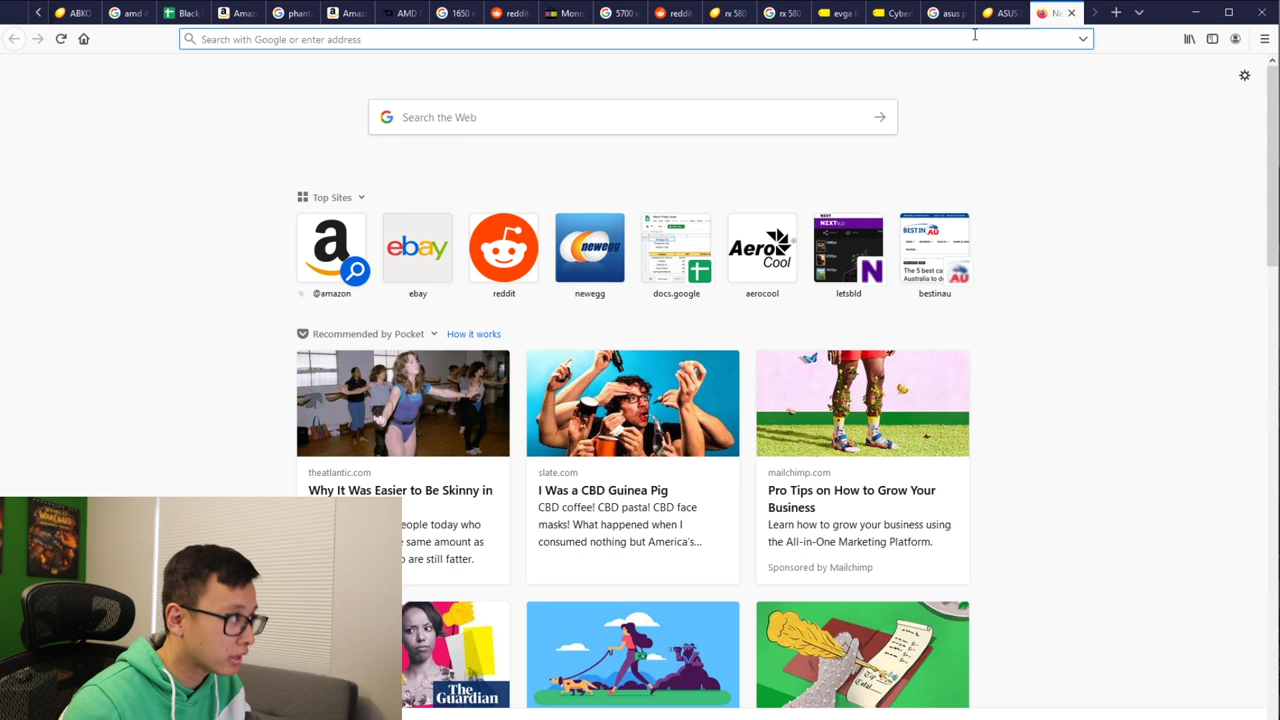 ABKO
amd i
Black
Amaz
phant
Amaz
AMD
1650
reddi
Mono
5700
reddit
rx 580
rx 580
evga
Cyber
asus p
ASUS
Ne
Search with Google or enter address
Search the Web
Top Sites
@amazon
ebay
reddit
newegg
docs.google
aerocool
letsbld
bestinau
Recommended by Pocket
How it works
theatlantic.com
Why It Was Easier to Be Skinny in
eople today who
same amount as
are still fatter.
slate.com
I Was a CBD Guinea Pig
CBD coffee! CBD pasta! CBD face
masks! What happened when I
consumed nothing but America's...
mailchimp.com
Pro Tips on How to Grow Your
Business
Learn how to grow your business using
the All-in-One Marketing Platform.
Sponsored by Mailchimp
The
Guardian